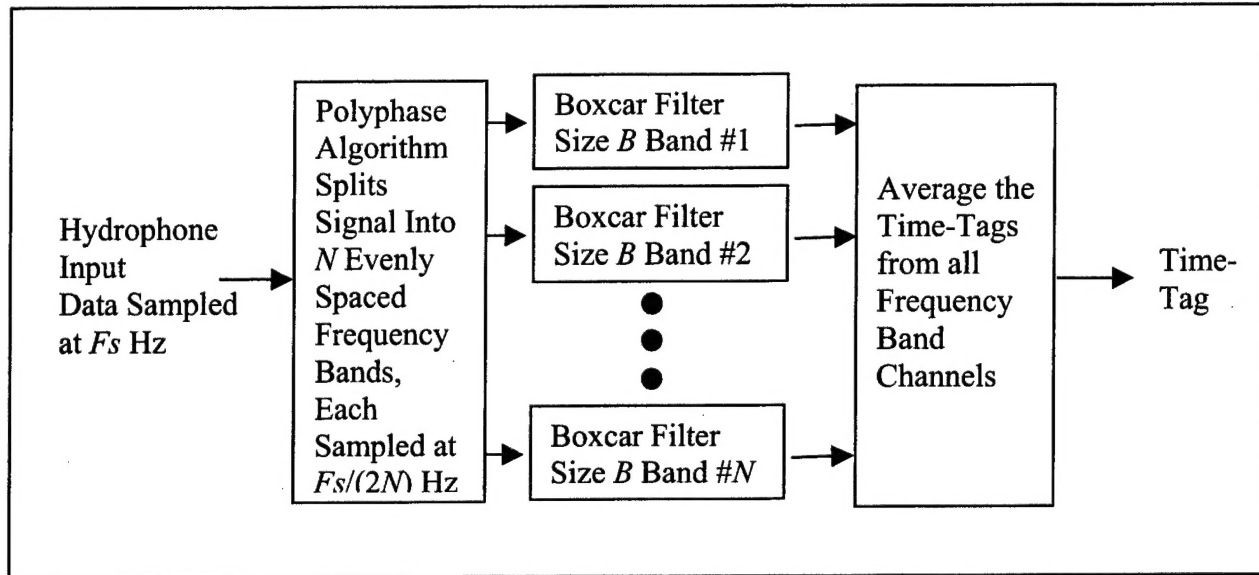 Hydrophone
Input
Data Sampled
at Fs Hz
Polyphase
Algorithm
Splits
Signal Into
N Evenly
Spaced
Frequency
Bands,
Each
Sampled at
Fs/(2N) Hz
Boxcar Filter
Size B Band #1
Boxcar Filter
Size B Band #2
Boxcar Filter
Size B Band #N
Average the
Time-Tags
from all
Frequency
Band
Channels
Time-
Tag